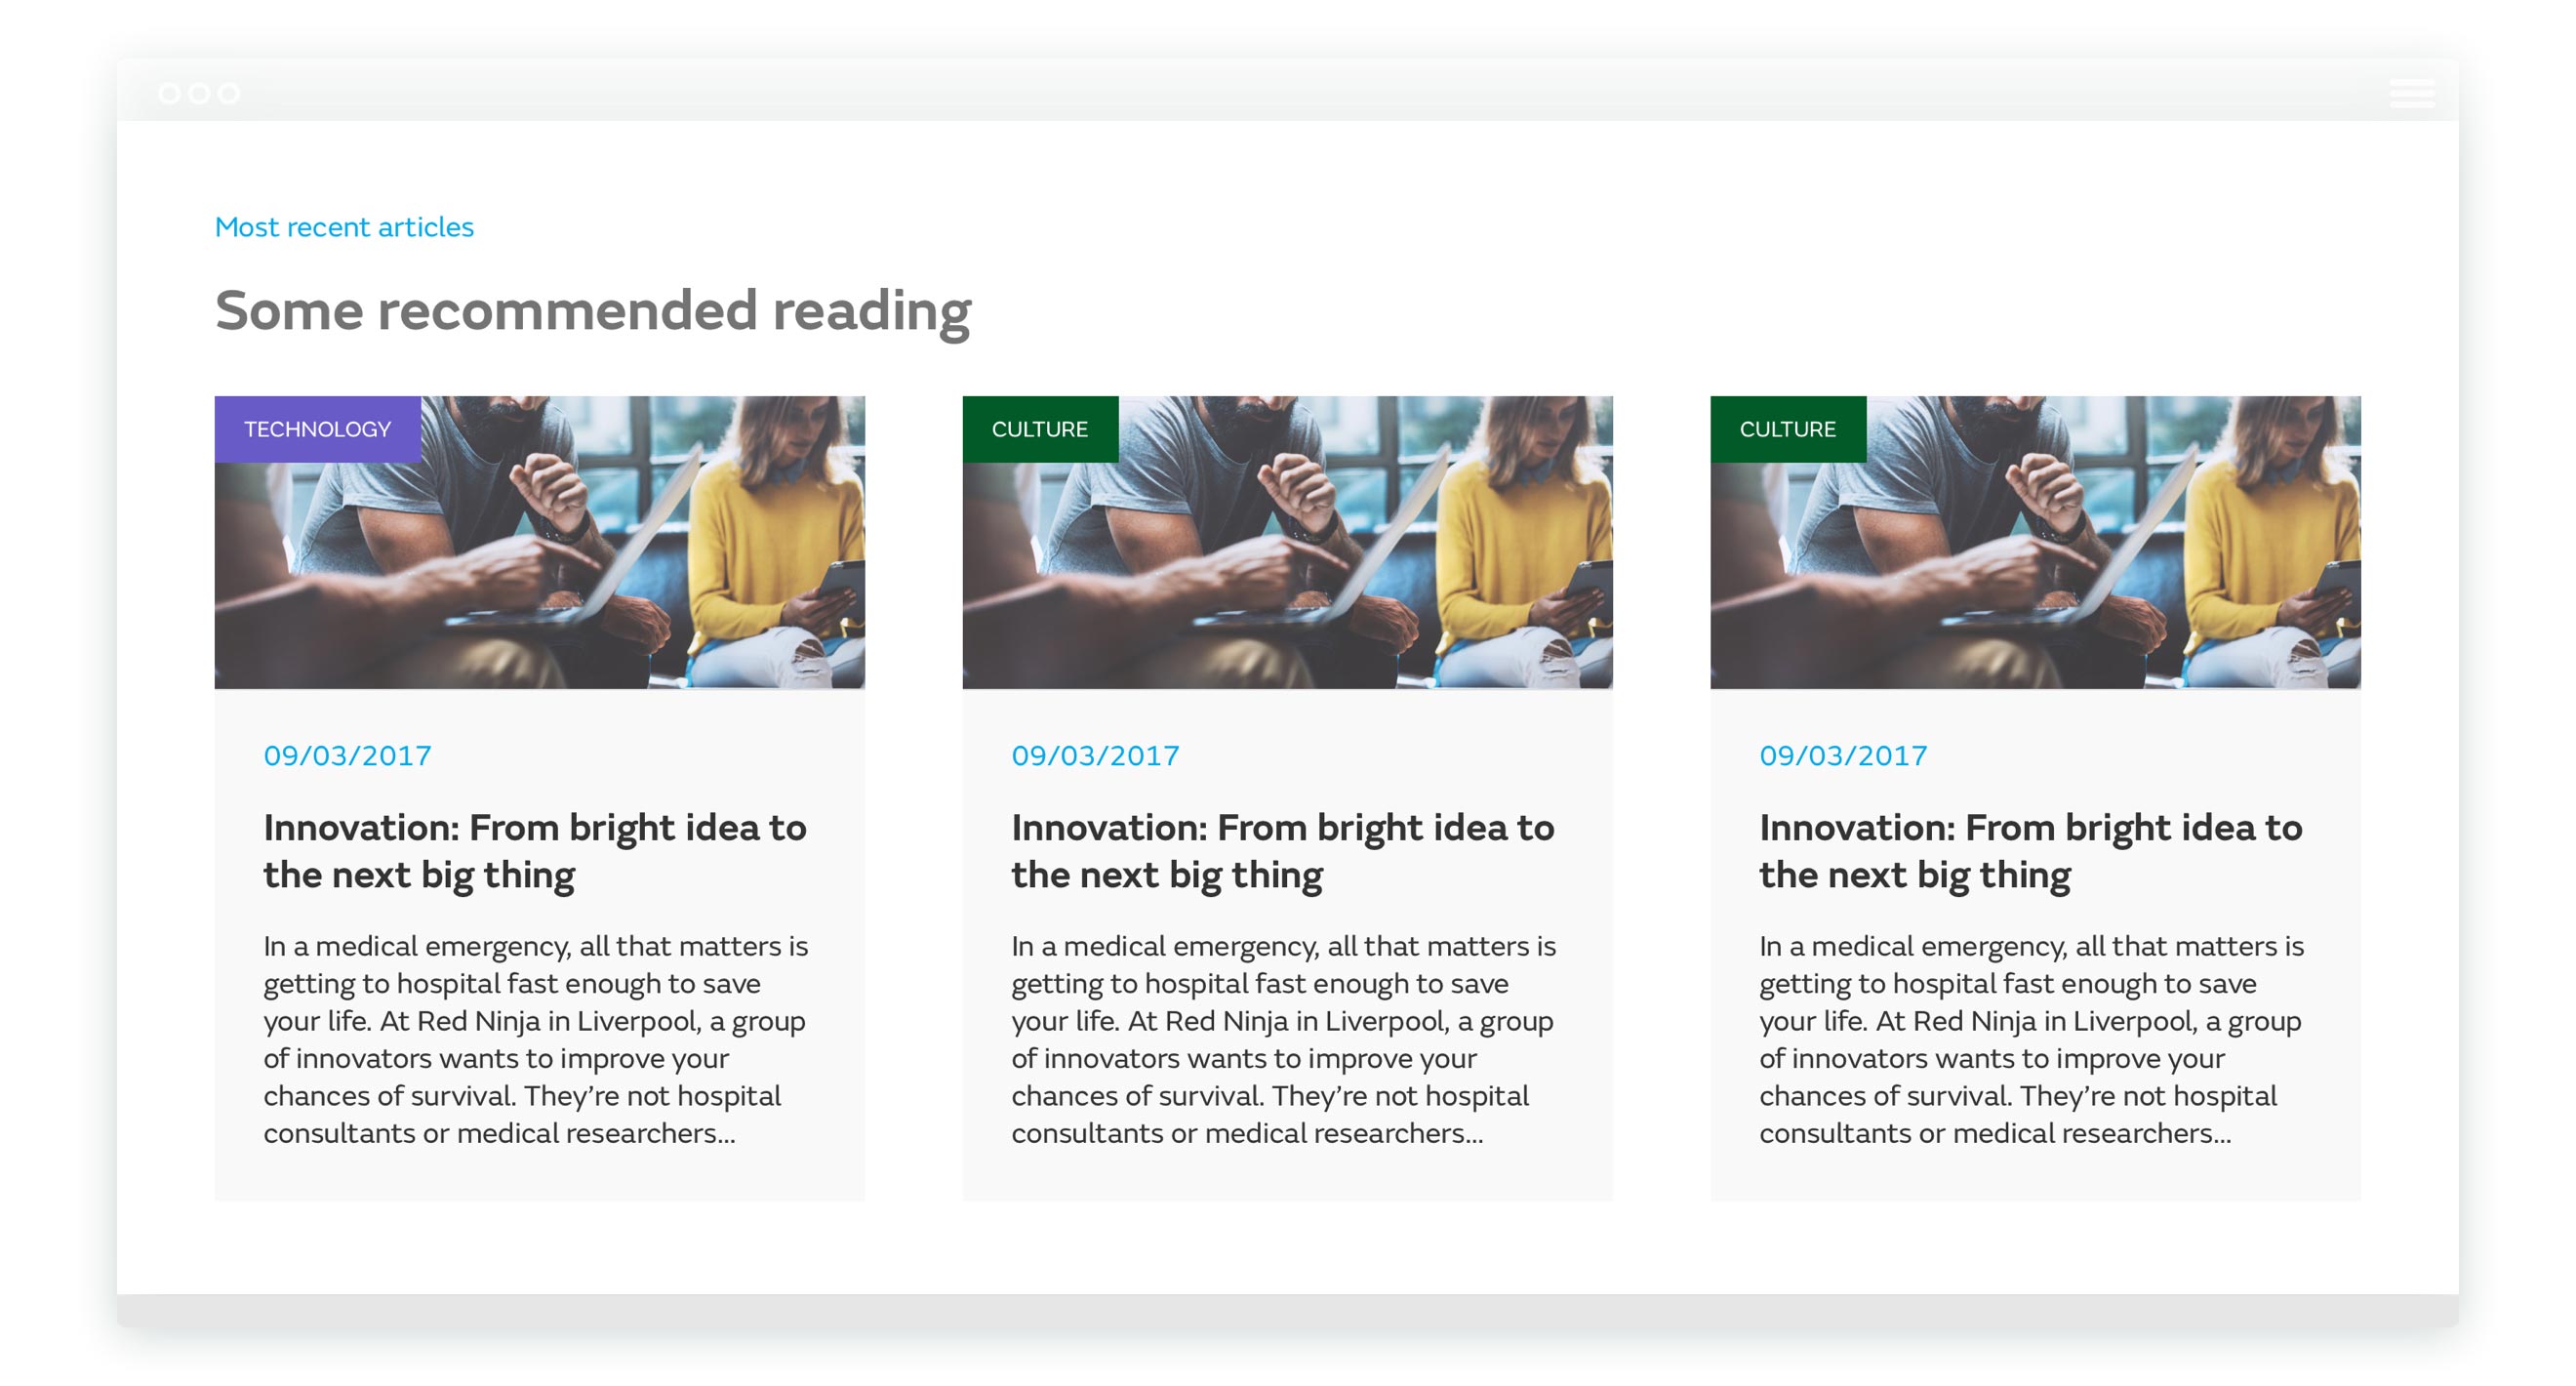 Most recent articles
Some recommended reading
TECHNOLOGY
09/03/2017
Innovation: From bright idea to
the next big thing
In a medical emergency, all that matters is
getting to hospital fast enough to save
your life. At Red Ninja in Liverpool, a group
of innovators wants to improve your
chances of survival. They’re not hospital
consultants or medical researchers...
CULTURE
09/03/2017
Innovation: From bright idea to
the next big thing
In a medical emergency, all that matters is
getting to hospital fast enough to save
your life. At Red Ninja in Liverpool, a group
of innovators wants to improve your
chances of survival. They’re not hospital
consultants or medical researchers...
CULTURE
09/03/2017
Innovation: From bright idea to
the next big thing
In a medical emergency, all that matters is
getting to hospital fast enough to save
your life. At Red Ninja in Liverpool, a group
of innovators wants to improve your
chances of survival. They’re not hospital
consultants or medical researchers...